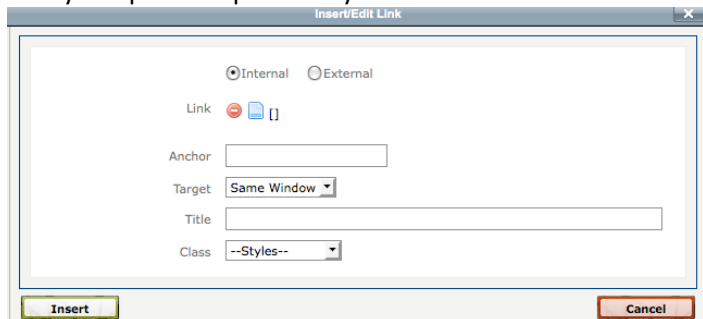 Insert/Edit Link X
Internal External
Link []
Anchor
Target Same Window
Title
Class --Styles--
Insert Cancel